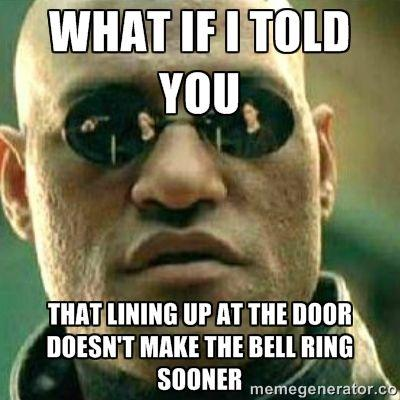 WHAT IF I TOLD
YOU
THAT LINING UP AT THE DOOR
DOESN'T MAKE THE BELL RING
SOONER
memegenerator.co